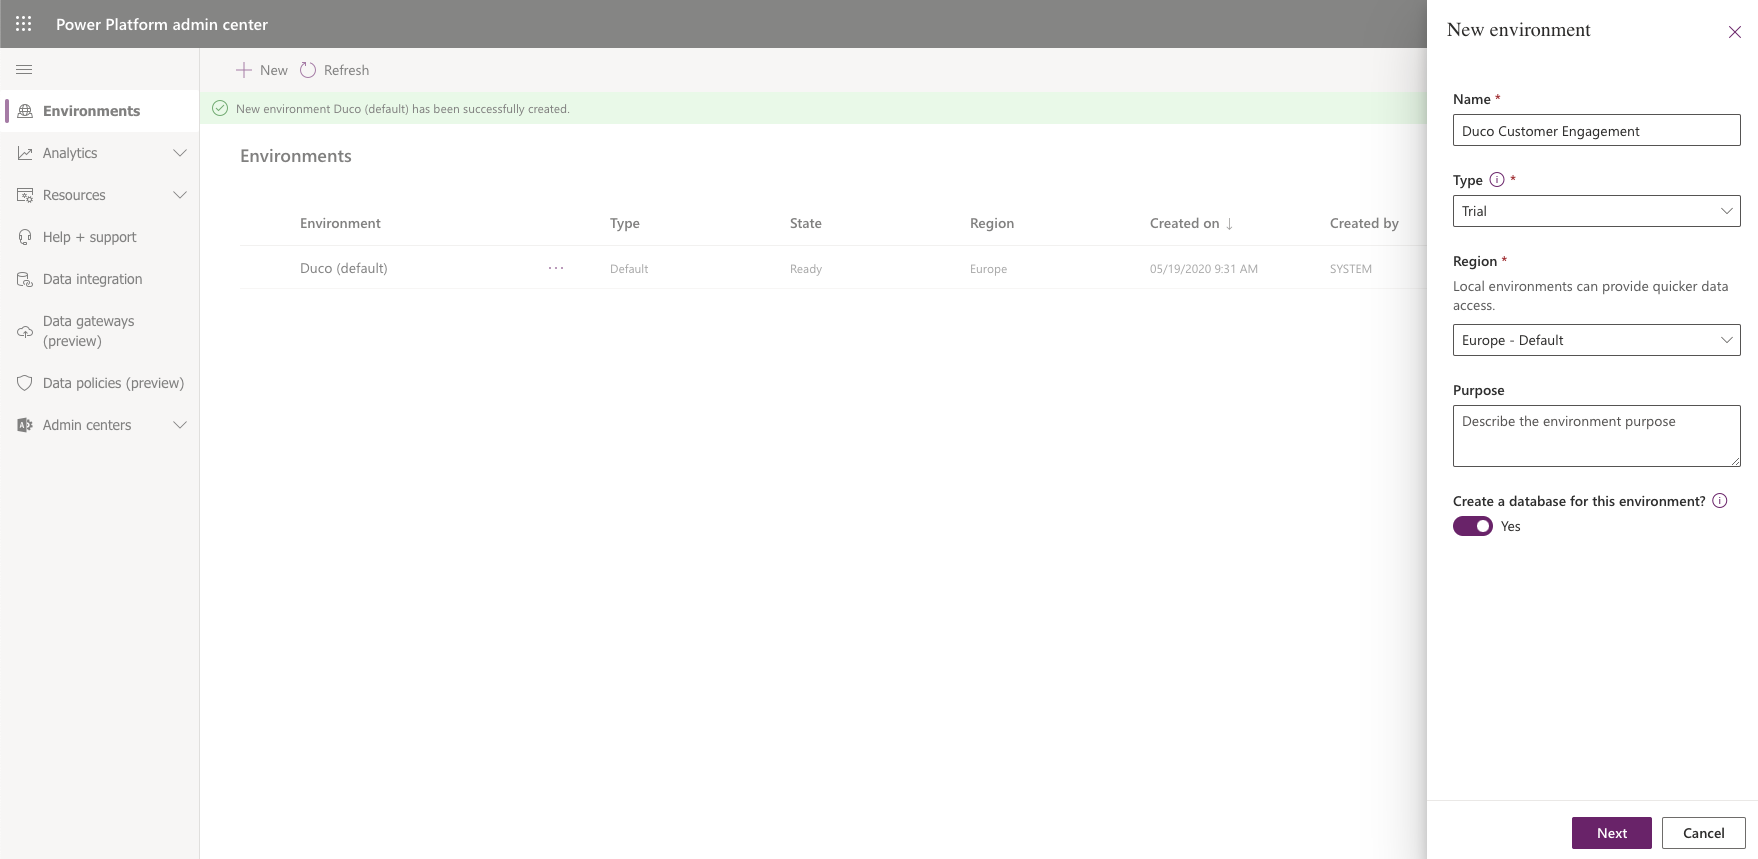 Power Platform admin center
New
Refresh
Environments
Analytics
Resources
Help + support
Data integration
Data gateways
(preview)
Data policies (preview)
Admin centers
New environment Duco (default) has been successfully created.
Environments
Environment Type State Region Created on ↓ Created by
Duco (default) ··· Default Ready Europe 05/19/2020 9:31 AM SYSTEM
New environment
Name *
Duco Customer Engagement
Type *
Trial
Region *
Local environments can provide quicker data
access.
Europe - Default
Purpose
Describe the environment purpose
Create a database for this environment?
Yes
Next
Cancel